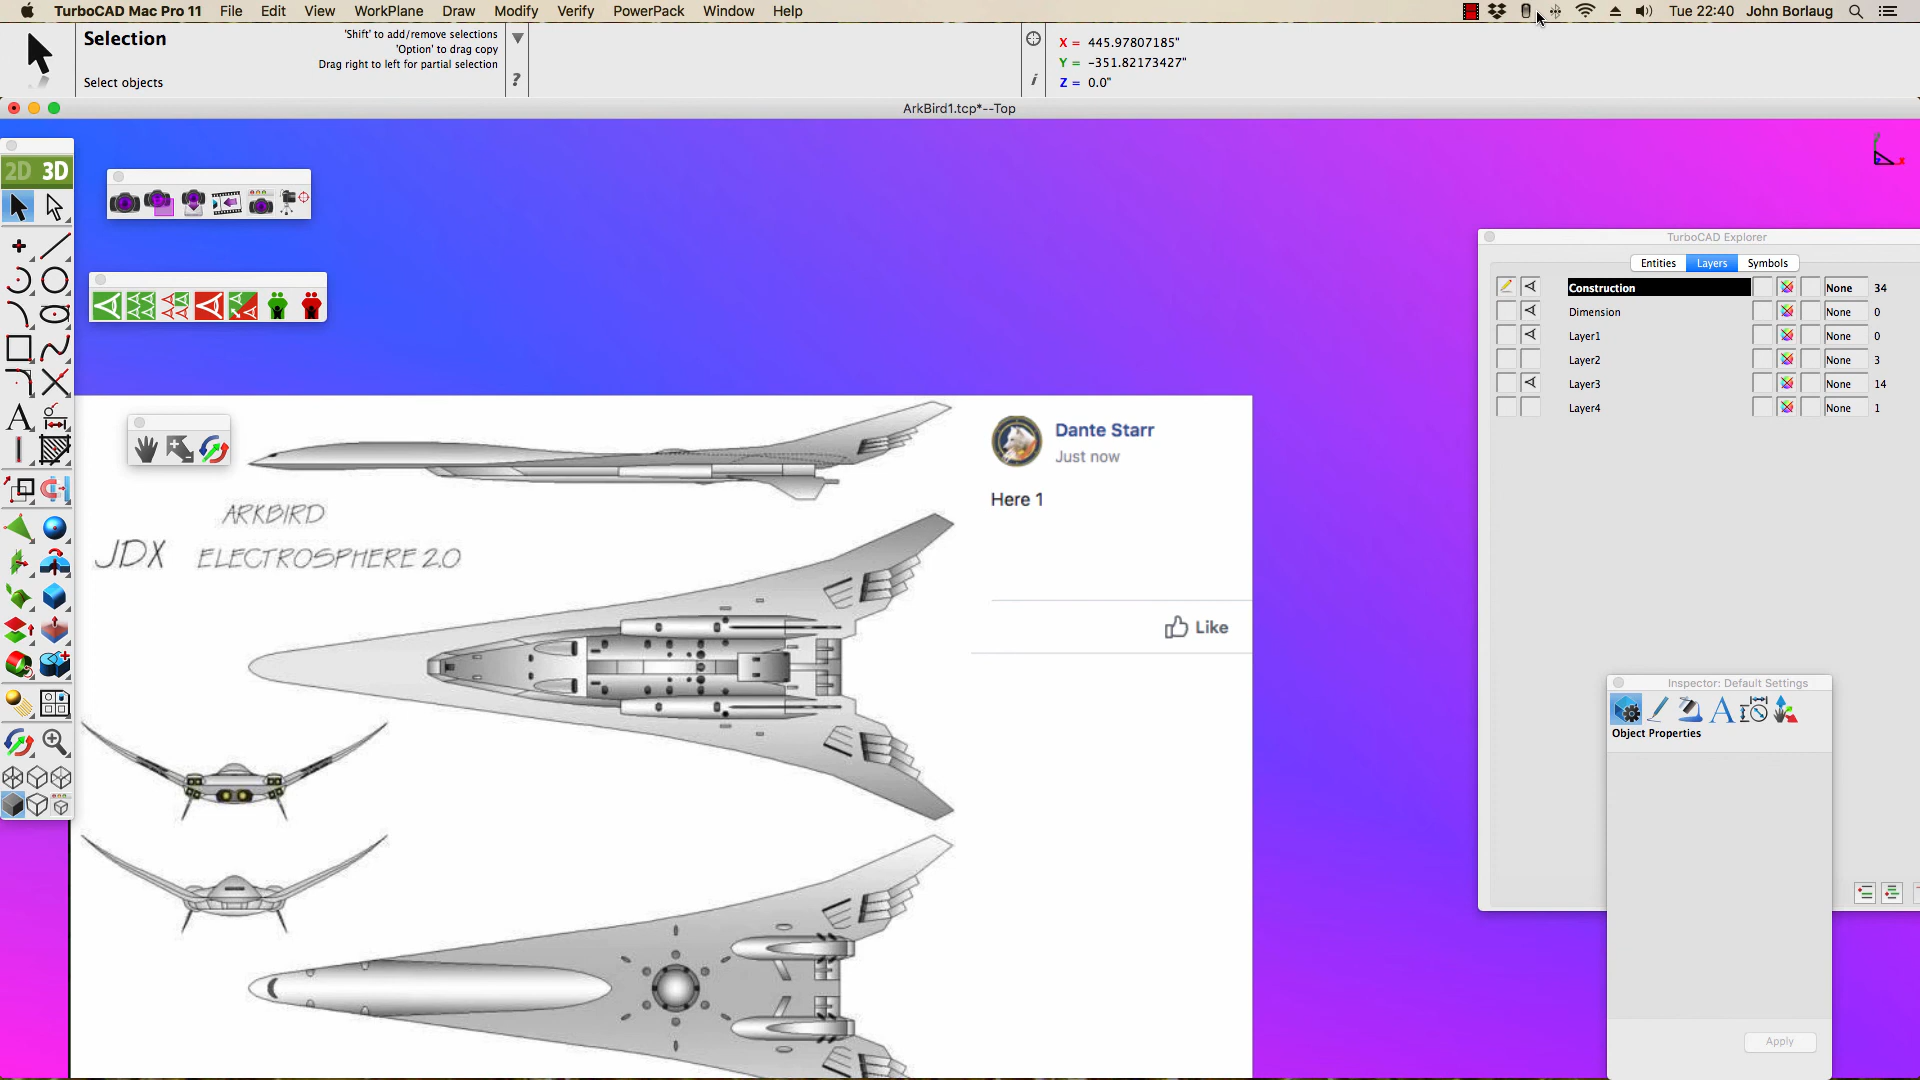 TurboCAD Mac Pro 11 File Edit View WorkPlane Draw Modify Verify PowerPack Window Help Tue 22:40 John Borlaug
Selection
'Shift' to add/remove selections
'Option' to drag copy
Drag right to left for partial selection
Select objects
?
i
X = 445.97807185"
Y = -351.82173427"
Z = 0.0"
ArkBird1.tcp*--Top
2D 3D
TurboCAD Explorer
Entities Layers Symbols
Construction None 34
Dimension None 0
Layer1 None 0
Layer2 None 3
Layer3 None 14
Layer4 None 1
Dante Starr
Just now
Here 1
Like
ARKBIRD
JDX ELECTROSPHERE 2.0
Inspector: Default Settings
Object Properties
Apply